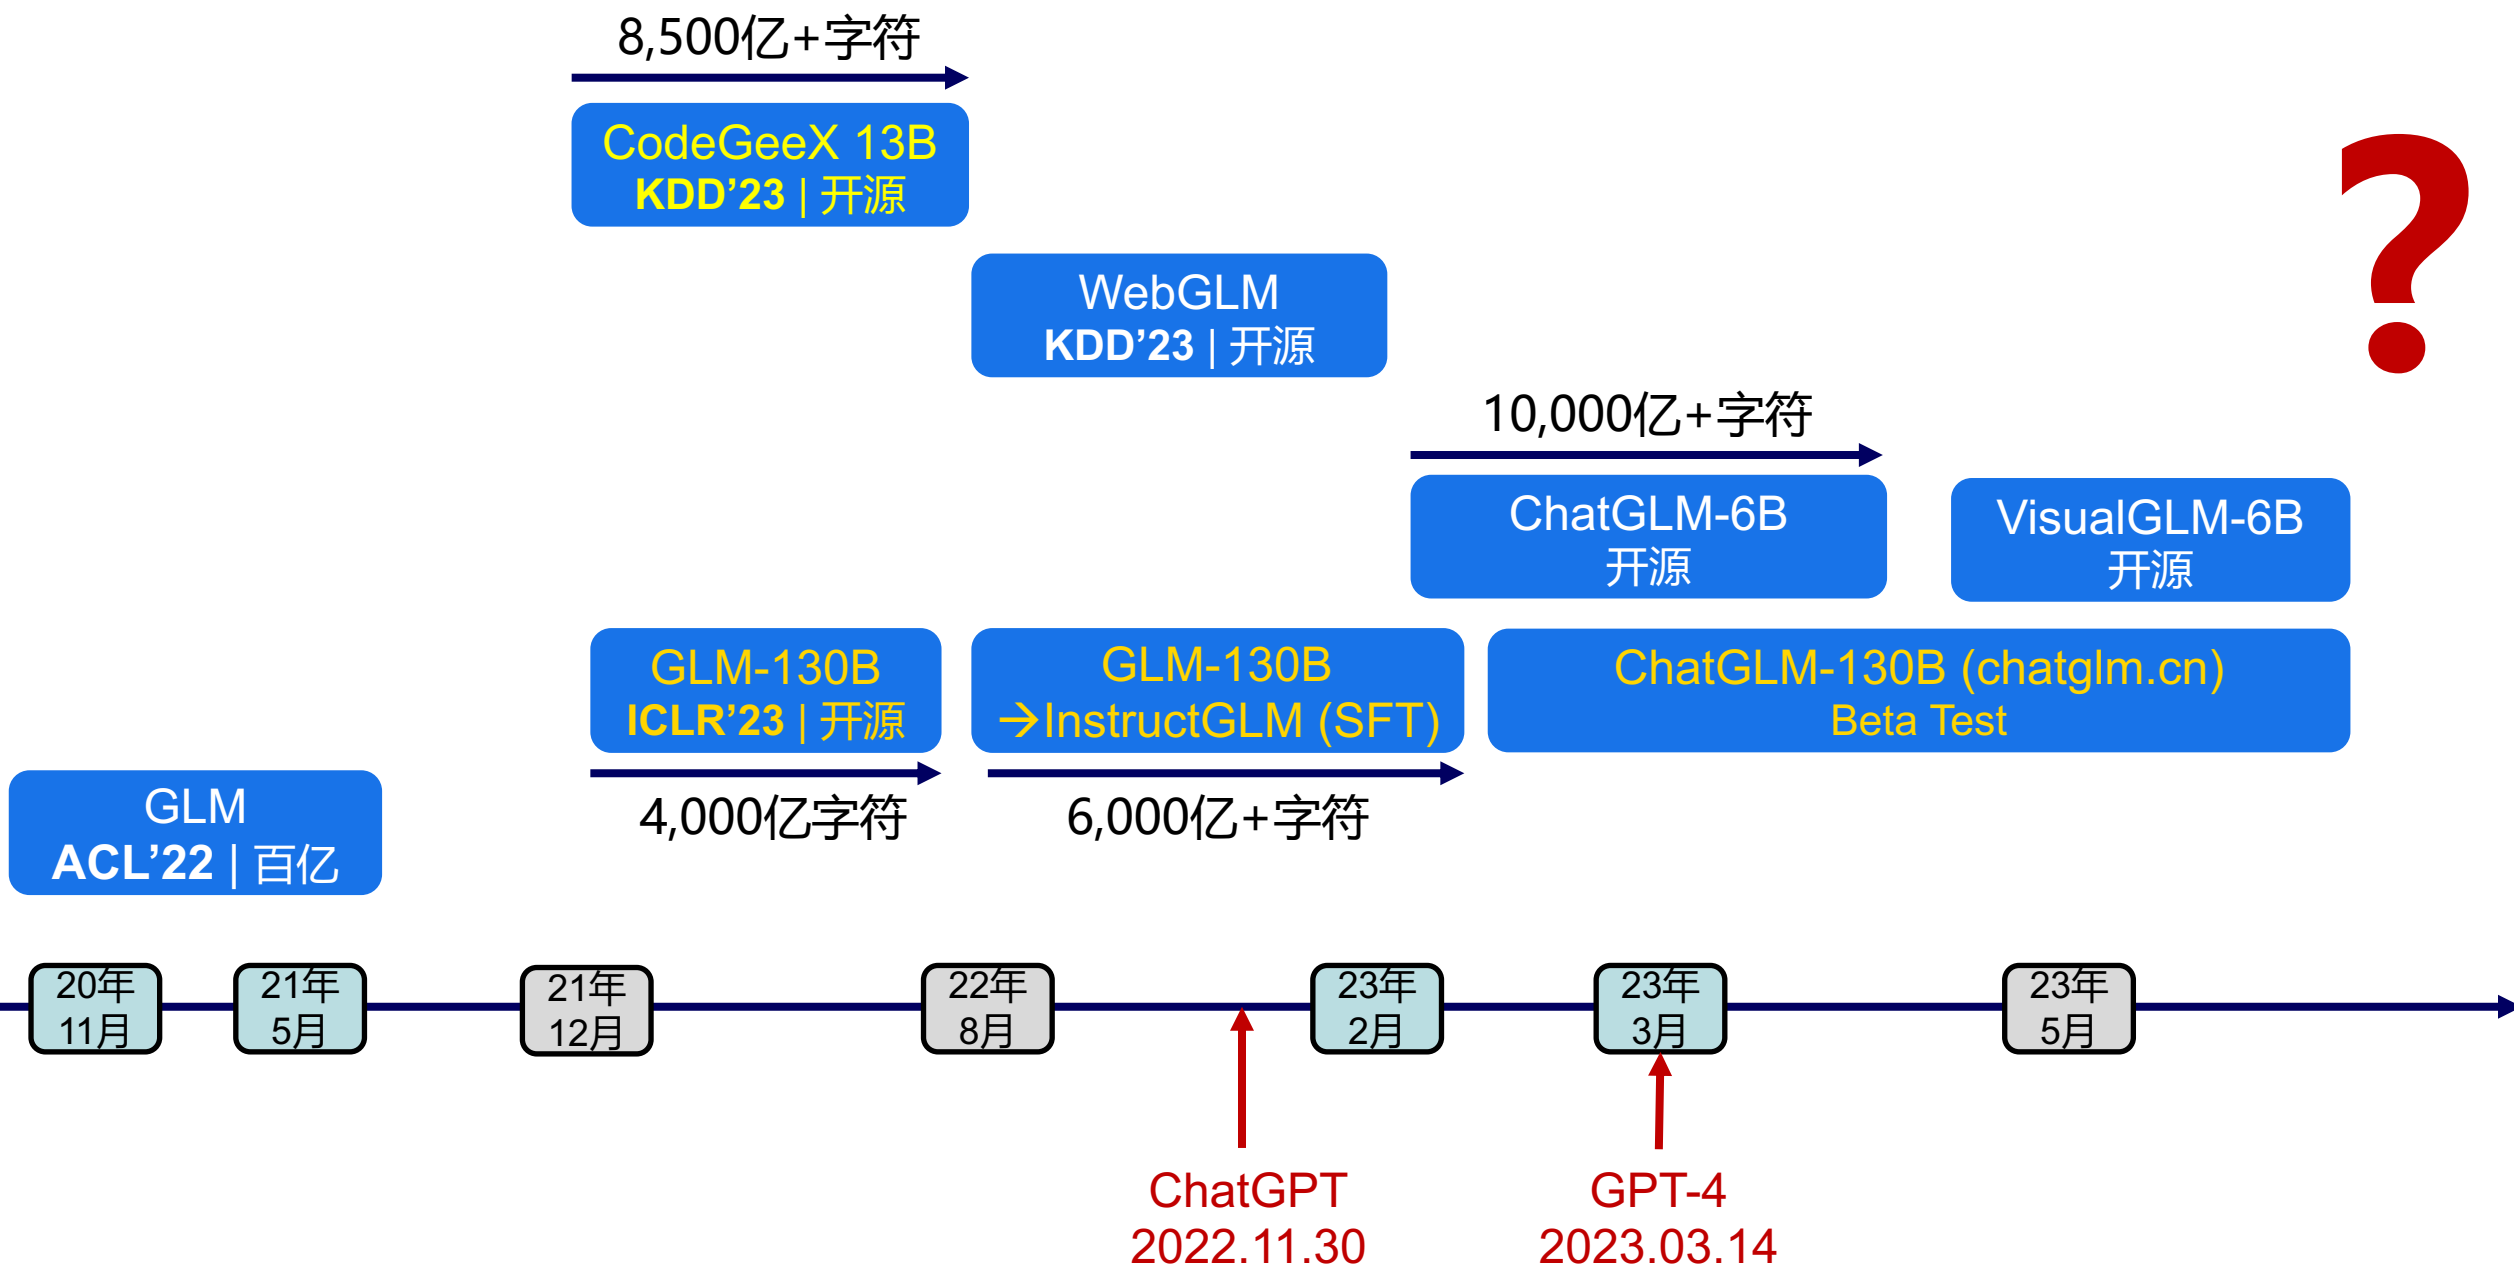 8,500亿+字符
CodeGeeX 13B
KDD’23 | 开源
?
WebGLM
KDD’23 | 开源
10,000亿+字符
ChatGLM-6B
开源
VisualGLM-6B
开源
GLM-130B
ICLR’23 | 开源
GLM-130B
→InstructGLM (SFT)
ChatGLM-130B (chatglm.cn)
Beta Test
4,000亿字符
6,000亿+字符
GLM
ACL’22 | 百亿
20年
11月
21年
5月
21年
12月
22年
8月
23年
2月
23年
3月
23年
5月
ChatGPT
2022.11.30
GPT-4
2023.03.14